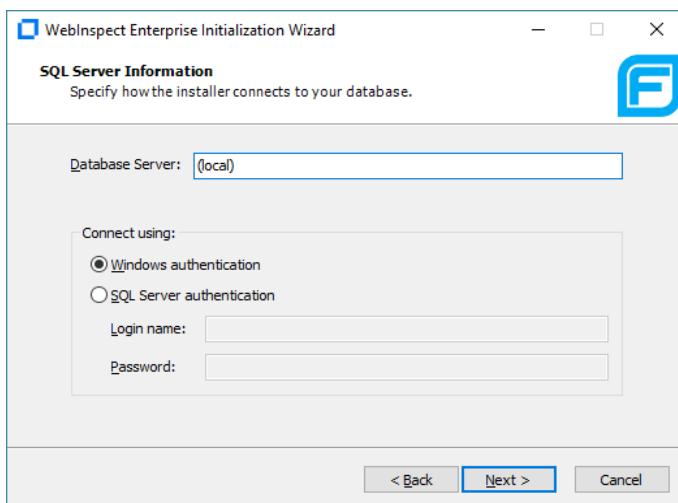 WebInspect Enterprise Initialization Wizard
SQL Server Information
Specify how the installer connects to your database.
F
Database Server: (local)
Connect using:
Windows authentication
SQL Server authentication
Login name:
Password:
< Back Next > Cancel